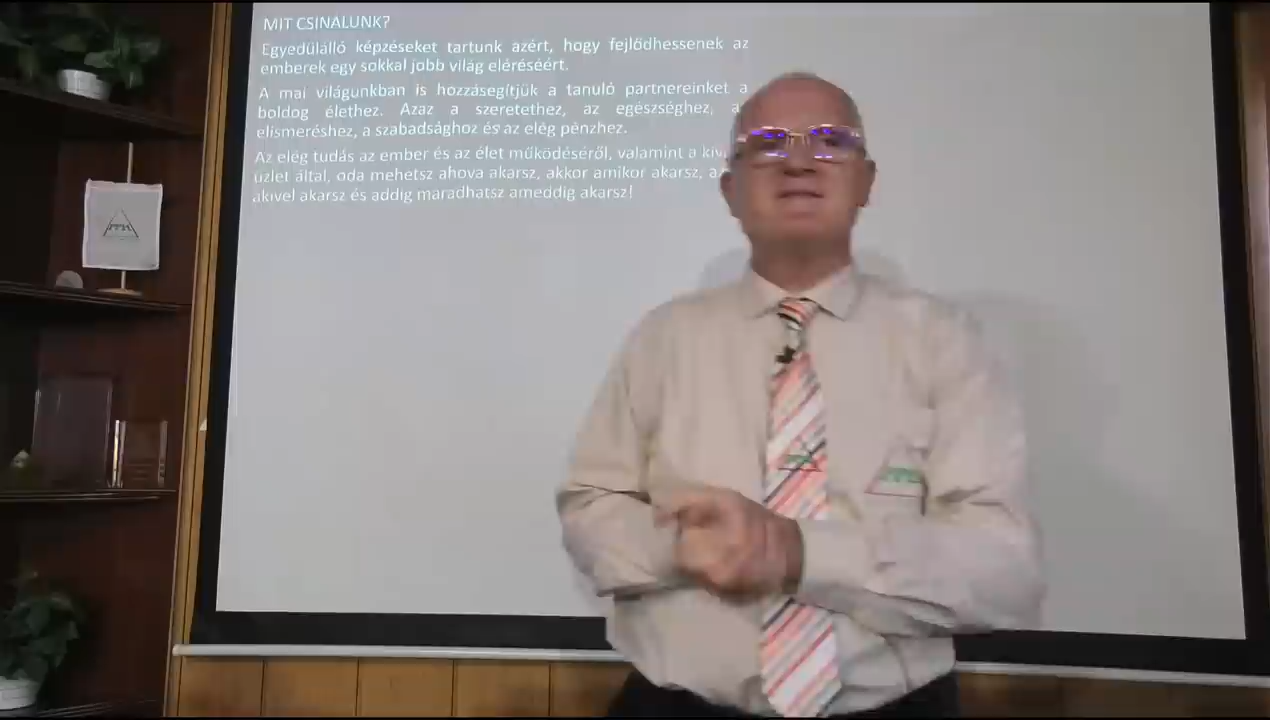 MIT CSINÁLUNK?
Egyedülálló képzéseket tartunk azért, hogy fejlődhessenek az
emberek egy sokkal jobb világ eléréséért.
A mai világunkban is hozzásegítjük a tanuló partnereinket a
boldog élethez. Azaz a szeretethez, az egészséghez, a
elismeréshez, a szabadsághoz és az elég pénzhez.
Az elég tudás az ember és az élet működéséről, valamint a
üzlet által, oda mehetsz ahova akarsz, akkor amikor akarsz,
akivel akarsz és addig maradhatsz ameddig akarsz!